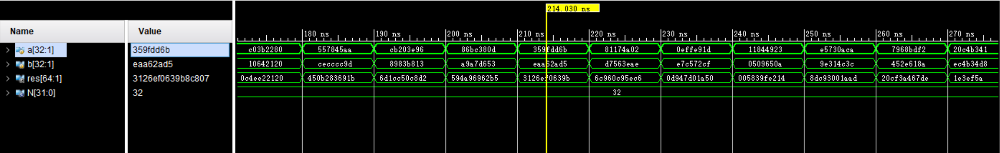 214.030 ns
Name Value
180 ns 190 ns 200 ns 210 ns 220 ns 230 ns 240 ns 250 ns 260 ns 270 ns
a[32:1] 359fdd6b c03b2280 557845aa cb203e96 86bc380d 359fdd6b 81174a02 0effe91d 11844923 e5730aca 7968bdf2 20c4b341
b[32:1] eaa62ad5 10642120 cecccc9d 8983b813 a9a7d653 eaa62ad5 d7563eae e7c572cf 0509650a 9e314c3c 452e618a ec4b34d8
res[64:1] 3126ef0639b8c807 0c4ee22120 450b283691b 6d1cc50c8d2 594a96962b5 3126ef0639b 6c960c95ec6 0d947d01a50 005839fe214 8dc93001aad 20cf3a467de 1e3ef5a
N[31:0] 32 32